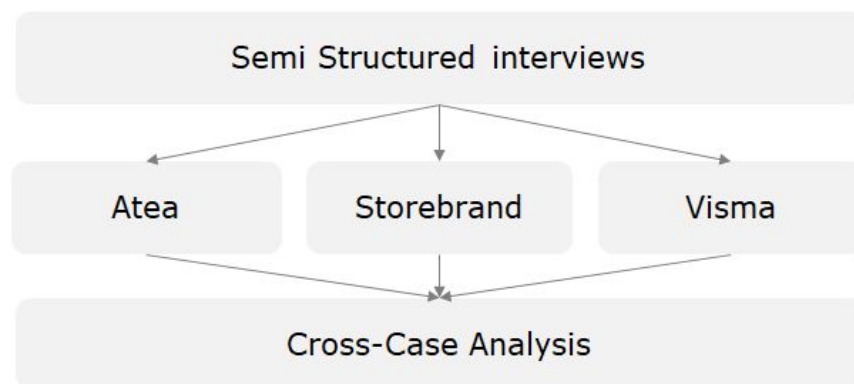 Semi Structured interviews
Atea
Storebrand
Visma
Cross-Case Analysis